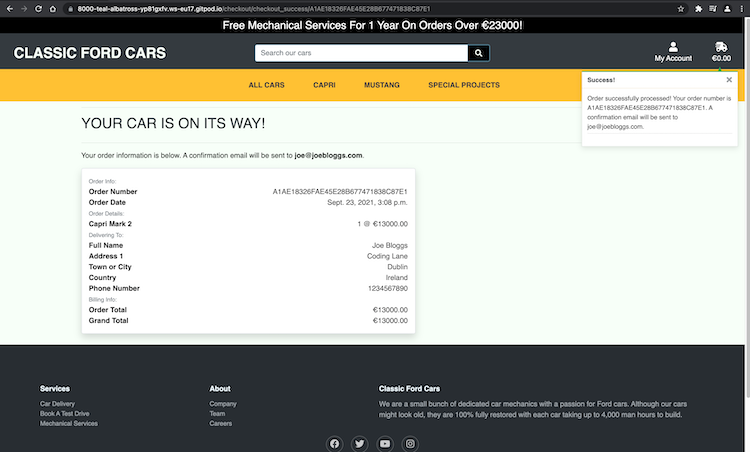 8000-teal-albatross-yp81gxfv.ws-eu17.gitpod.io/checkout/checkout_success/A1AE18326FAE45E28B677471838C87E1
Free Mechanical Services For 1 Year On Orders Over €23000!
CLASSIC FORD CARS
Search our cars
My Account
€0.00
ALL CARS CAPRI MUSTANG SPECIAL PROJECTS
Success!
Order successfully processed! Your order number is
A1AE18326FAE45E28B677471838C87E1. A
confirmation email will be sent to
joe@joebloggs.com.
YOUR CAR IS ON ITS WAY!
Your order information is below. A confirmation email will be sent to joe@joebloggs.com.
Order Info:
Order Number A1AE18326FAE45E28B677471838C87E1
Order Date Sept. 23, 2021, 3:08 p.m.
Order Details:
Capri Mark 2 1 @ €13000.00
Delivering To:
Full Name Joe Bloggs
Address 1 Coding Lane
Town or City Dublin
Country Ireland
Phone Number 1234567890
Billing Info:
Order Total €13000.00
Grand Total €13000.00
Services
Car Delivery
Book A Test Drive
Mechanical Services
About
Company
Team
Careers
Classic Ford Cars
We are a small bunch of dedicated car mechanics with a passion for Ford cars. Although our cars
might look old, they are 100% fully restored with each car taking up to 4,000 man hours to build.